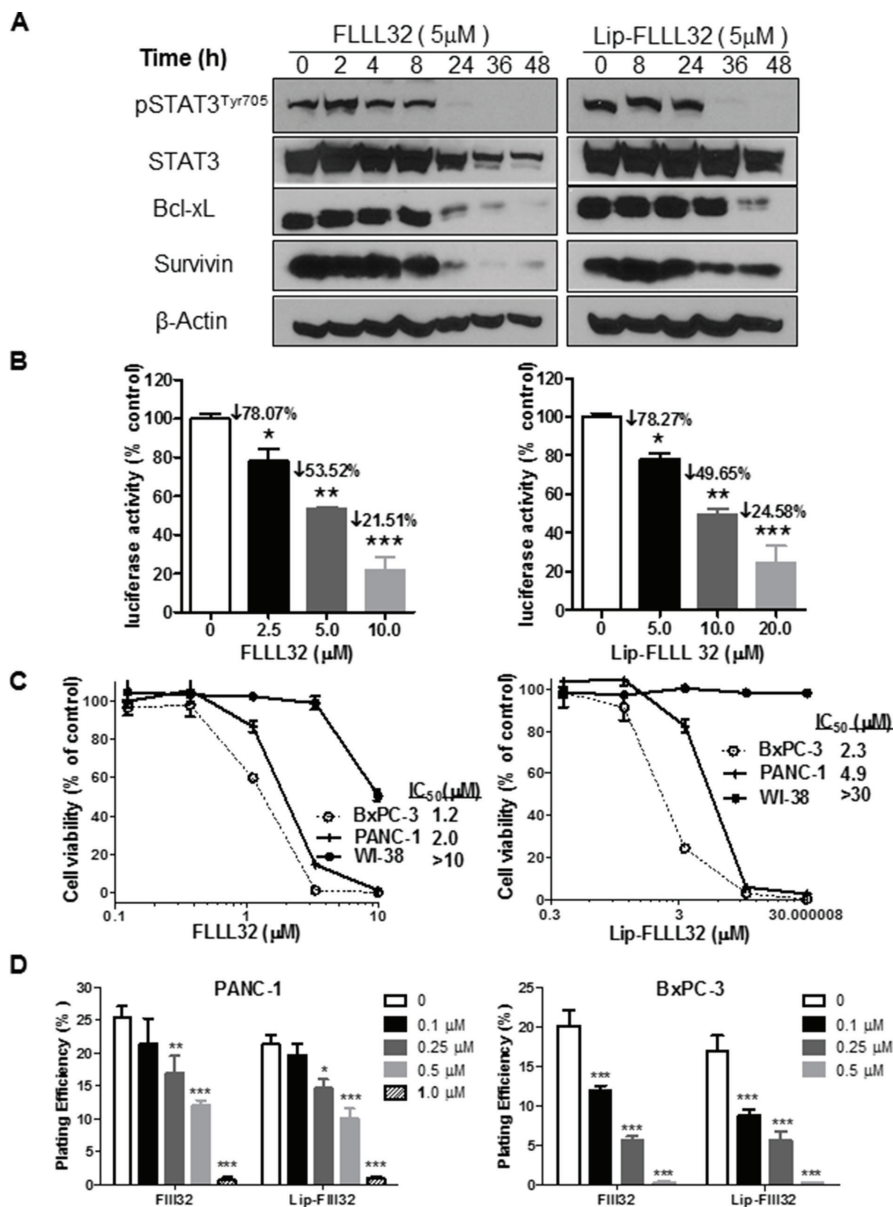 A
FLLL32 ( 5µM )
Lip-FLLL32 (5µM)
Time (h)
0 2 4 8 24 36 48
0 8 24 36 48
pSTAT3Tyr705
STAT3
Bcl-xL
Survivin
β-Actin
B
luciferase activity (% control)
120
100
80
60
40
20
0
↓78.07%
*
↓53.52%
**
↓21.51%
***
0 2.5 5.0 10.0
FLLL32 (µM)
luciferase activity (% control)
120
100
80
60
40
20
0
↓78.27%
*
↓49.65%
**
↓24.58%
***
0 5.0 10.0 20.0
Lip-FLLL 32 (µM)
C
Cell viability (% of control)
100
80
60
40
20
0
IC50 (µM)
BxPC-3 1.2
PANC-1 2.0
WI-38 >10
0.1 1 10
FLLL32 (µM)
Cell viability (% of control)
100
80
60
40
20
0
IC50 (µM)
BxPC-3 2.3
PANC-1 4.9
WI-38 >30
0.3 3 30.000008
Lip-FLLL32 (µM)
D
PANC-1
Plating Efficiency (% )
30
25
20
15
10
5
0
** *** ***
* *** ***
0
0.1 µM
0.25 µM
0.5 µM
1.0 µM
FIII32 Lip-FIII32
BxPC-3
Plating Efficiency (%)
25
20
15
10
5
0
*** *** ***
*** *** ***
0
0.1 µM
0.25 µM
0.5 µM
FIII32 Lip-FIII32